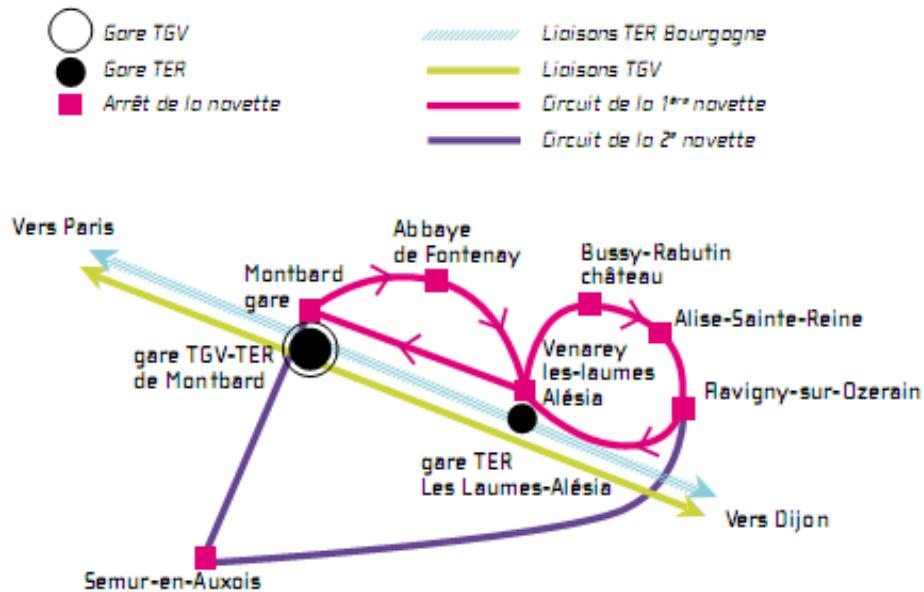 Gare TGV
Gare TER
Arrêt de la navette
Liaisons TER Bourgogne
Liaisons TGV
Circuit de la 1ère navette
Circuit de la 2e navette
Vers Paris
Montbard
gare
Abbaye
de Fontenay
Bussy-Rabutin
château
Alise-Sainte-Reine
gare TGV-TER
de Montbard
Venarey
les-laumes
Alésia
Flavigny-sur-Ozerain
gare TER
Les Laumes-Alésia
Vers Dijon
Semur-en-Auxois